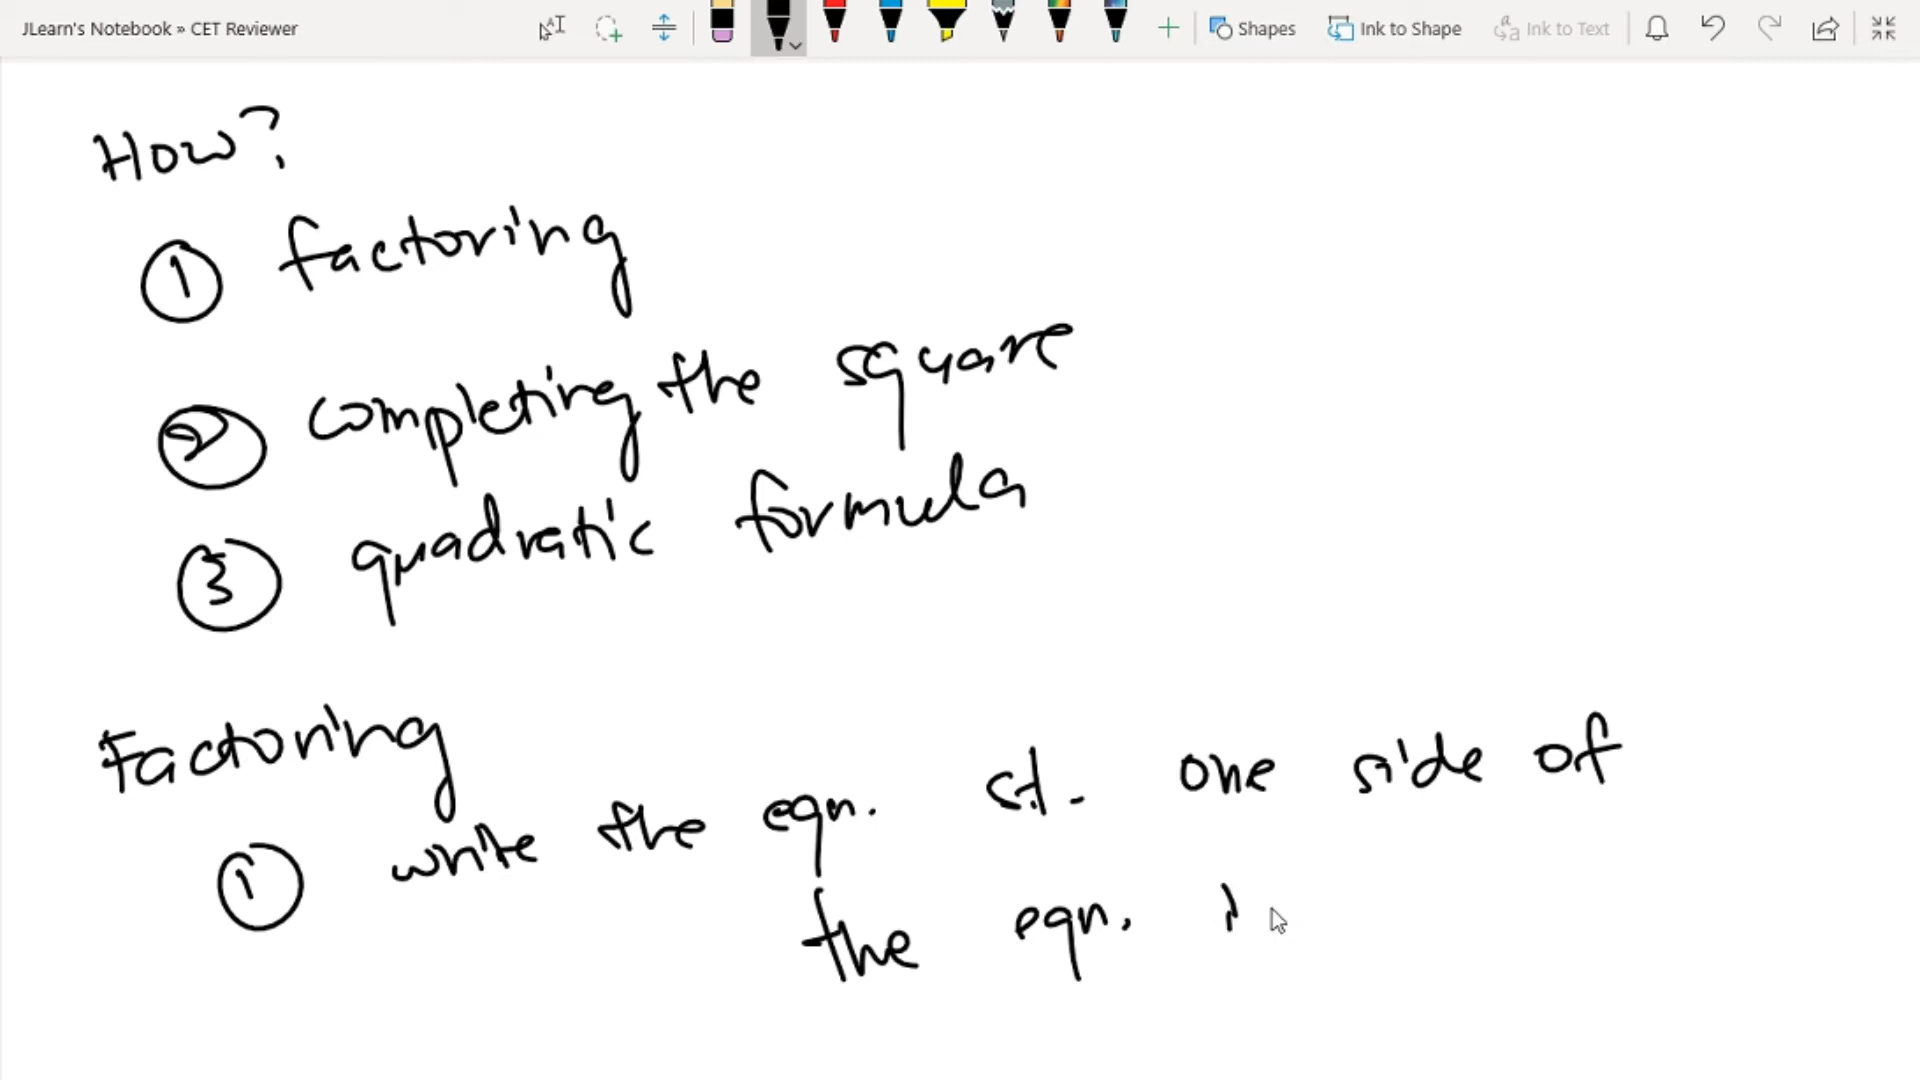 JLearn's Notebook » CET Reviewer
Shapes Ink to Shape Ink to Text
How?
① factoring
② completing the square
③ quadratic formula
Factoring
① write the eqn. st. one side of
the eqn. i